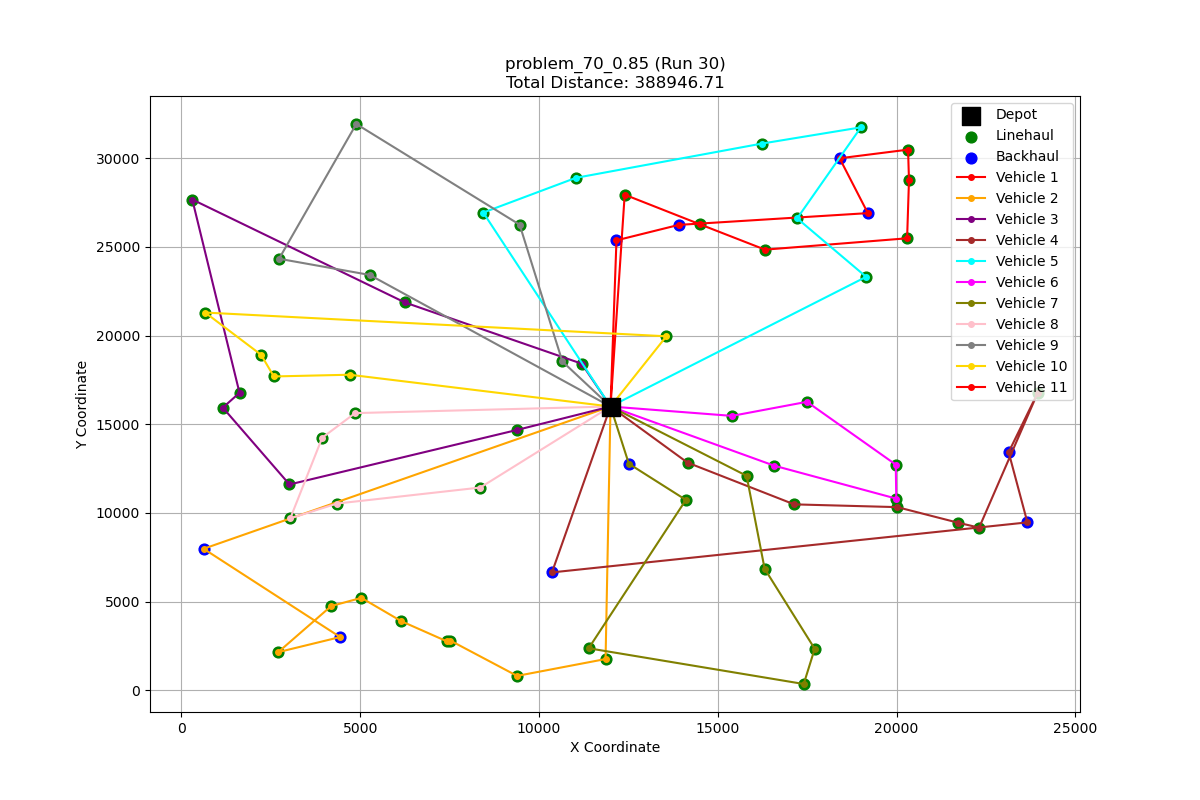 problem_70_0.85 (Run 30)
Total Distance: 388946.71
Depot
Linehaul
Backhaul
Vehicle 1
Vehicle 2
Vehicle 3
Vehicle 4
Vehicle 5
Vehicle 6
Vehicle 7
Vehicle 8
Vehicle 9
Vehicle 10
Vehicle 11
30000
25000
20000
15000
10000
5000
0
Y Coordinate
0
5000
10000
15000
20000
25000
X Coordinate